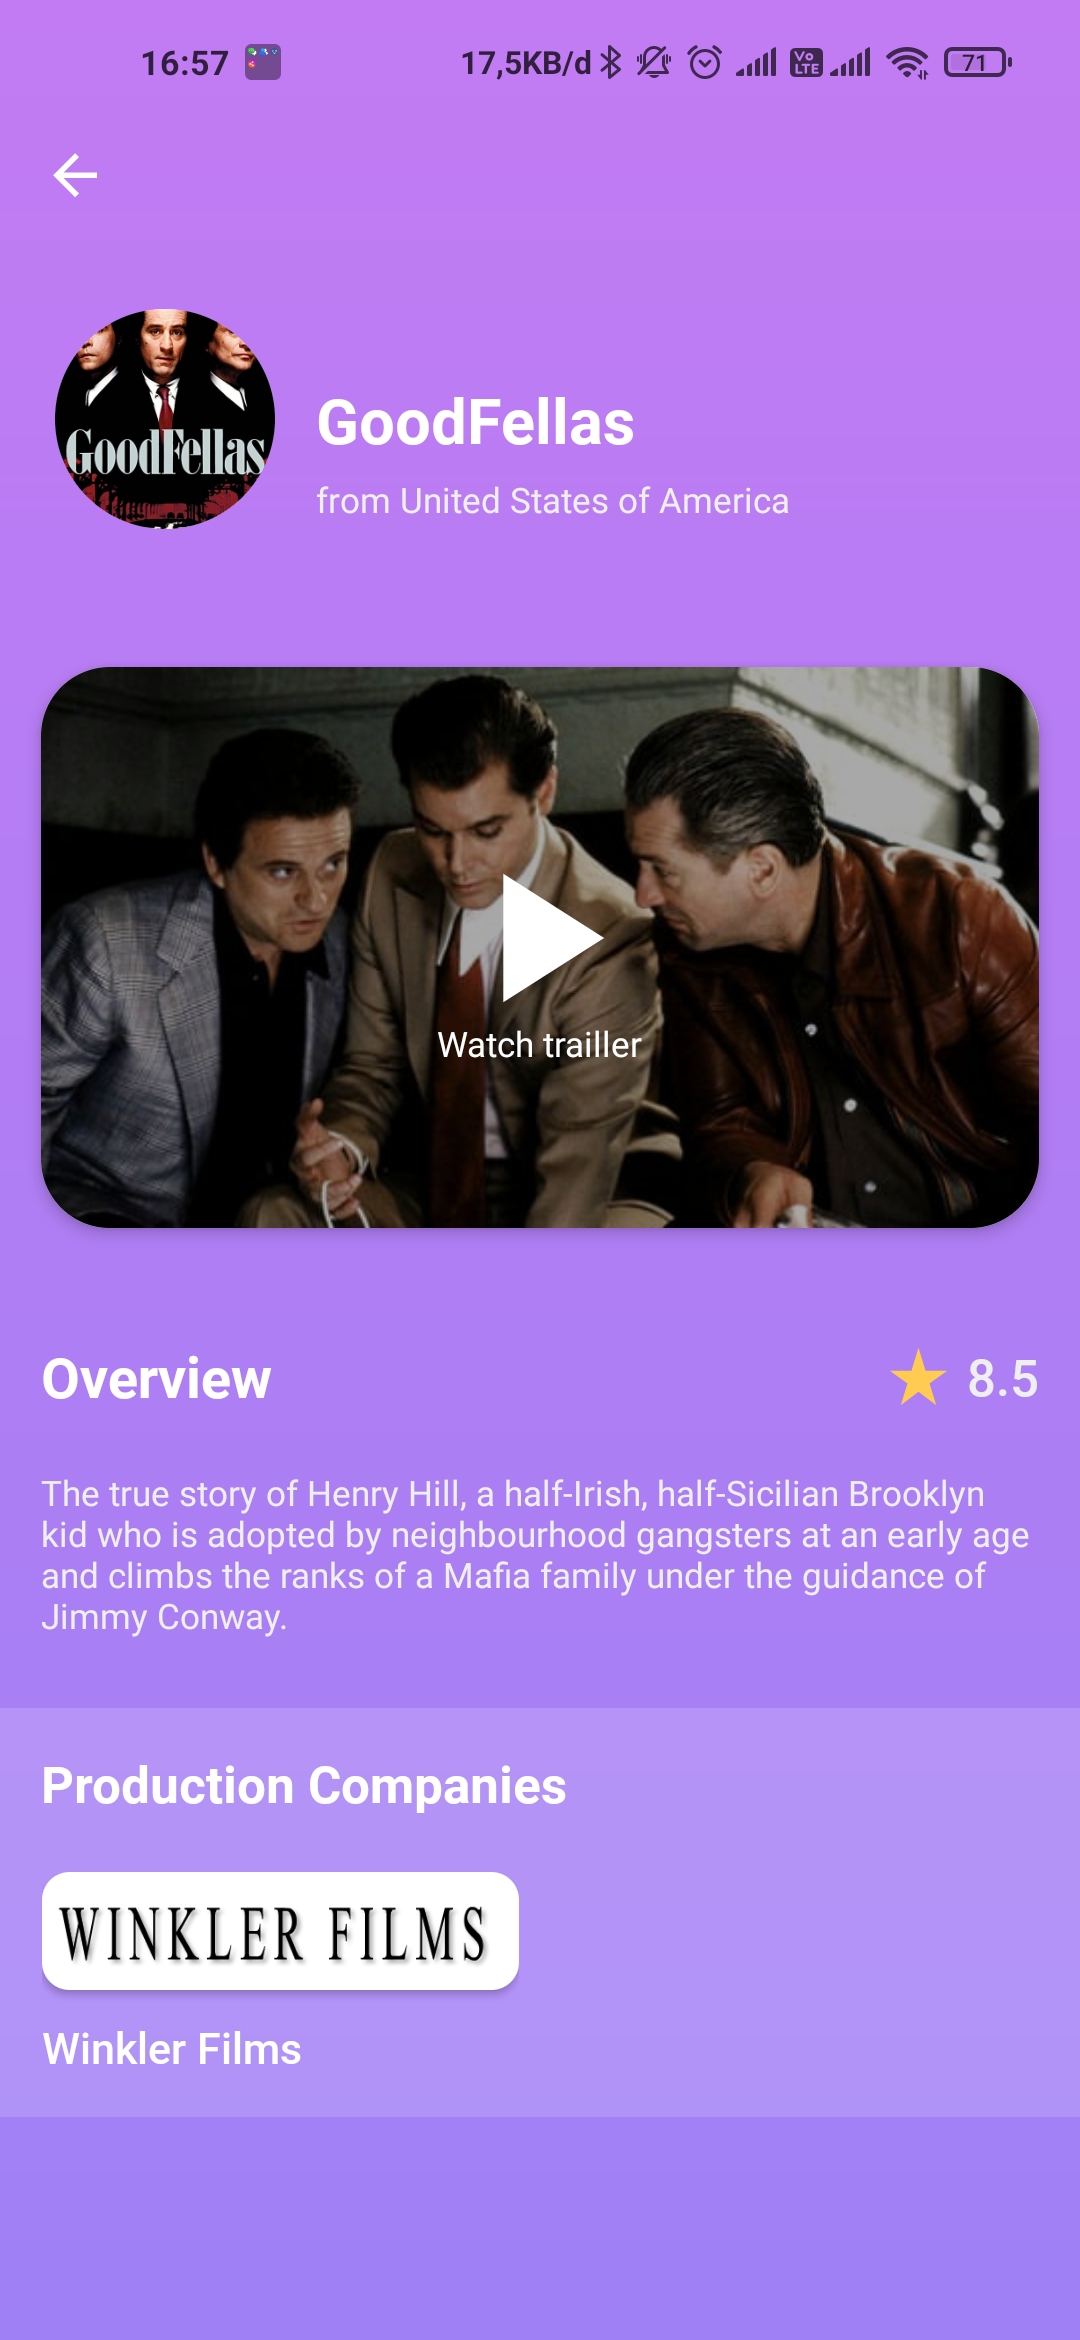 16:57
17,5KB/d
Vo
LTE
71
GoodFellas
GoodFellas
from United States of America
Watch trailler
Overview
8.5
The true story of Henry Hill, a half-Irish, half-Sicilian Brooklyn
kid who is adopted by neighbourhood gangsters at an early age
and climbs the ranks of a Mafia family under the guidance of
Jimmy Conway.
Production Companies
WINKLER FILMS
Winkler Films